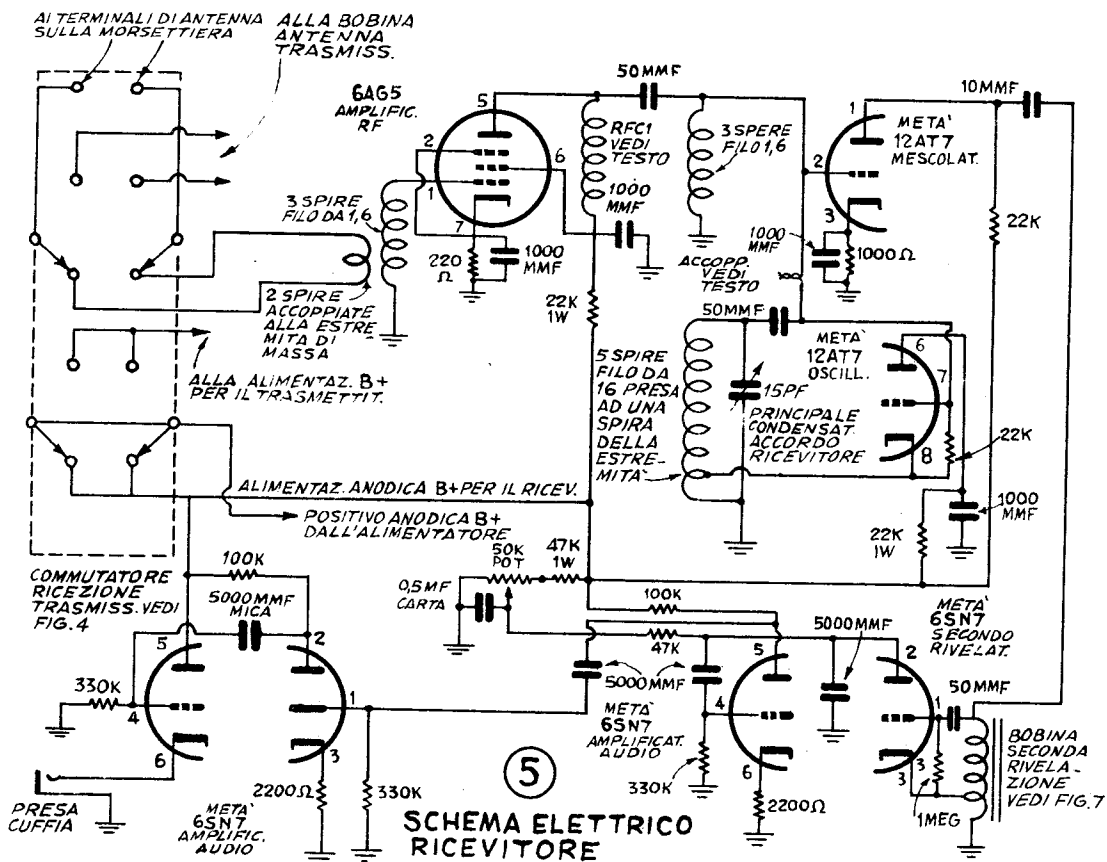 AI TERMINALI DI ANTENNA
SULLA MORSETTIERA
ALLA BOBINA
ANTENNA
TRASMISS.
6AG5
AMPLIFIC.
RF
5
2
1
6
7
3 SPIRE
FILO DA 1,6
220
Ω
1000
MMF
2 SPIRE
ACCOPPIATE
ALLA ESTRE-
MITA DI
MASSA
ALLA ALIMENTAZ. B+
PER IL TRASMETTIT.
50 MMF
RFC1
VEDI
TESTO
1000
MMF
22K
1W
3 SPERE
FILO 1,6
10 MMF
1
2
3
META'
12AT7
MESCOLAT.
1000
MMF
1000Ω
22K
ACCOPP.
VEDI
TESTO
50MMF
META'
12AT7
OSCILL.
6
7
8
5 SPIRE
FILO DA
16 PRESA
AD UNA
SPIRA
DELLA
ESTRE-
MITA'
15PF
PRINCIPALE
CONDENSAT.
ACCORDO
RICEVITORE
22K
1000
MMF
22K
1W
ALIMENTAZ. ANODICA B+ PER IL RICEV.
POSITIVO ANODICA B+
DALL'ALIMENTATORE
COMMUTATORE
RICEZIONE
TRASMISS. VEDI
FIG. 4
100K
5000MMF
MICA
5
2
330K
4
1
6
3
PRESA
CUFFIA
2200Ω
330K
META'
6SN7
AMPLIFIC.
AUDIO
50K
POT
47K
1W
0,5MF
CARTA
100K
47K
5000MMF
META'
6SN7
AMPLIFICAT.
AUDIO
330K
5
4
6
2200Ω
5000MMF
META'
6SN7
SECONDO
RIVELAT.
2
1
3
50MMF
1MEG
BOBINA
SECONDA
RIVELA-
ZIONE
VEDI FIG. 7
5
SCHEMA ELETTRICO
RICEVITORE